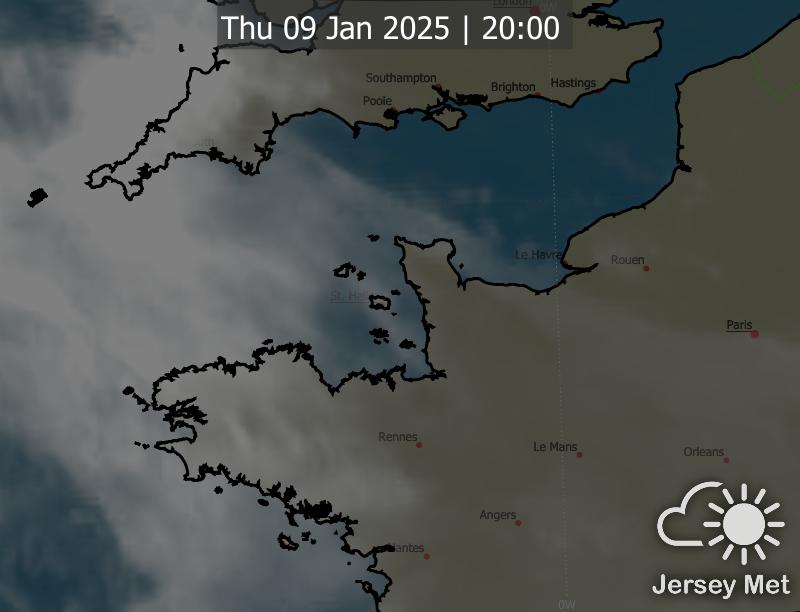 London
0W
Thu 09 Jan 2025 | 20:00
Southampton
Brighton
Hastings
Poole
Le Havre
Rouen
St. Hel
Paris
Rennes
Le Mans
Orleans
Angers
Nantes
Jersey Met
0W